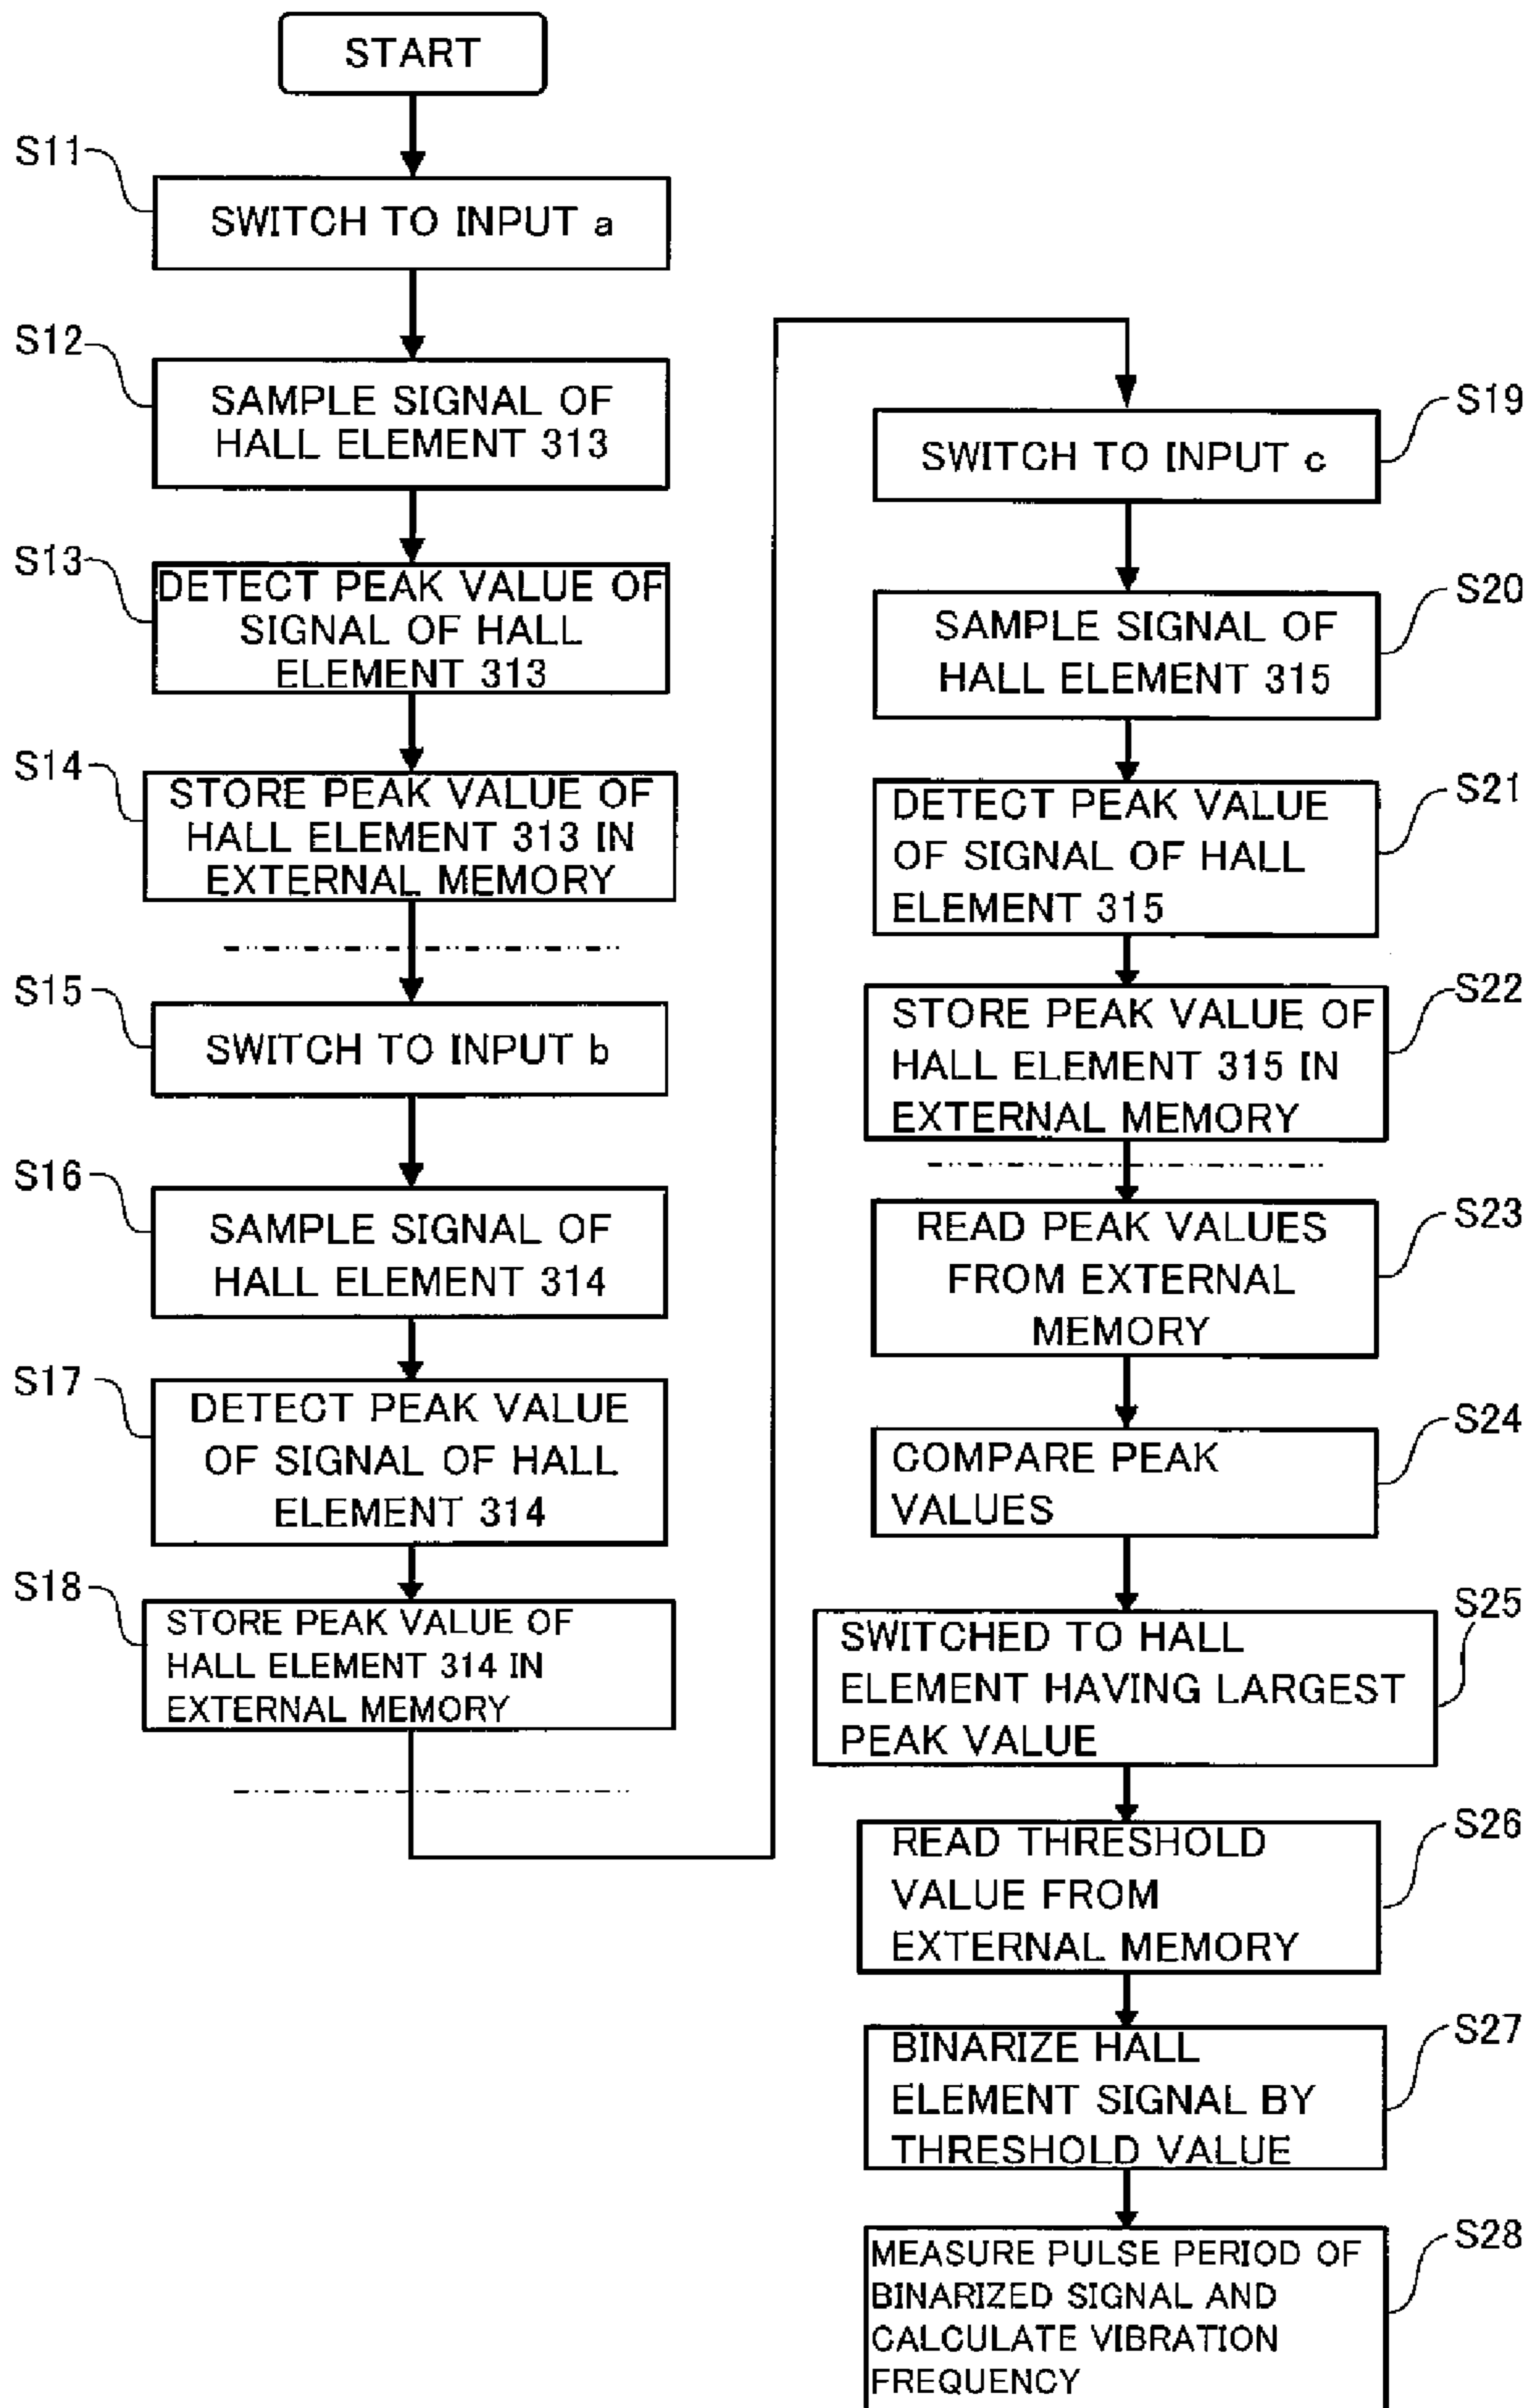 START
S11
SWITCH TO INPUT a
S12
SAMPLE SIGNAL OF
HALL ELEMENT 313
S13
DETECT PEAK VALUE OF
SIGNAL OF HALL
ELEMENT 313
S14
STORE PEAK VALUE OF
HALL ELEMENT 313 IN
EXTERNAL MEMORY
S15
SWITCH TO INPUT b
S16
SAMPLE SIGNAL OF
HALL ELEMENT 314
S17
DETECT PEAK VALUE
OF SIGNAL OF HALL
ELEMENT 314
S18
STORE PEAK VALUE OF
HALL ELEMENT 314 IN
EXTERNAL MEMORY
S19
SWITCH TO INPUT c
S20
SAMPLE SIGNAL OF
HALL ELEMENT 315
S21
DETECT PEAK VALUE
OF SIGNAL OF HALL
ELEMENT 315
S22
STORE PEAK VALUE OF
HALL ELEMENT 315 IN
EXTERNAL MEMORY
S23
READ PEAK VALUES
FROM EXTERNAL
MEMORY
S24
COMPARE PEAK
VALUES
S25
SWITCHED TO HALL
ELEMENT HAVING LARGEST
PEAK VALUE
S26
READ THRESHOLD
VALUE FROM
EXTERNAL MEMORY
S27
BINARIZE HALL
ELEMENT SIGNAL BY
THRESHOLD VALUE
S28
MEASURE PULSE PERIOD OF
BINARIZED SIGNAL AND
CALCULATE VIBRATION
FREQUENCY